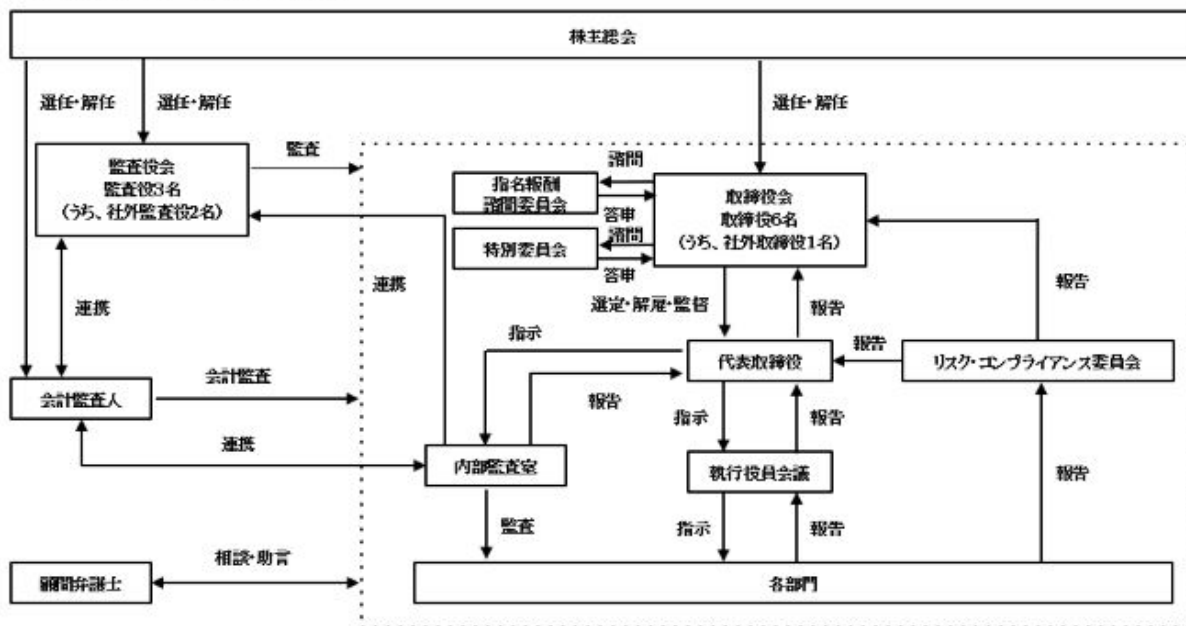 株主総会
選任・解任
選任・解任
選任・解任
監査役会
監査役3名
(うち、社外監査役2名)
監査
指名報酬
諮問委員会
諮問
答申
特別委員会
諮問
答申
取締役会
取締役6名
(うち、社外取締役1名)
連携
連携
選定・解雇・監督
報告
報告
指示
代表取締役
報告
リスク・コンプライアンス委員会
会計監査人
会計監査
報告
指示
報告
連携
内部監査室
執行役員会議
報告
監査
指示
報告
顧問弁護士
相談・助言
各部門